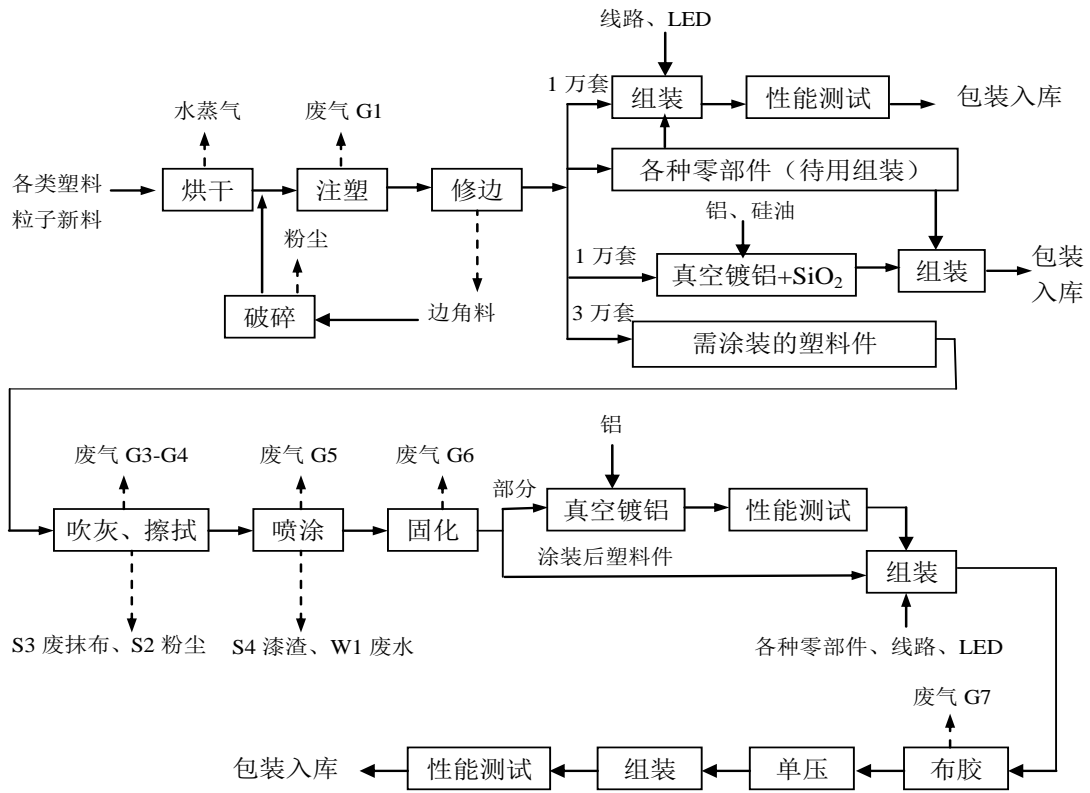 线路、LED
1 万套
组装
性能测试
包装入库
水蒸气
废气 G1
各类塑料
粒子新料
烘干
注塑
修边
各种零部件（待用组装）
铝、硅油
粉尘
1 万套
真空镀铝+SiO2
组装
包装
入库
破碎
边角料
3 万套
需涂装的塑料件
废气 G3-G4
废气 G5
废气 G6
铝
部分
吹灰、擦拭
喷涂
固化
真空镀铝
性能测试
涂装后塑料件
组装
S3 废抹布、S2 粉尘
S4 漆渣、W1 废水
各种零部件、线路、LED
废气 G7
包装入库
性能测试
组装
单压
布胶